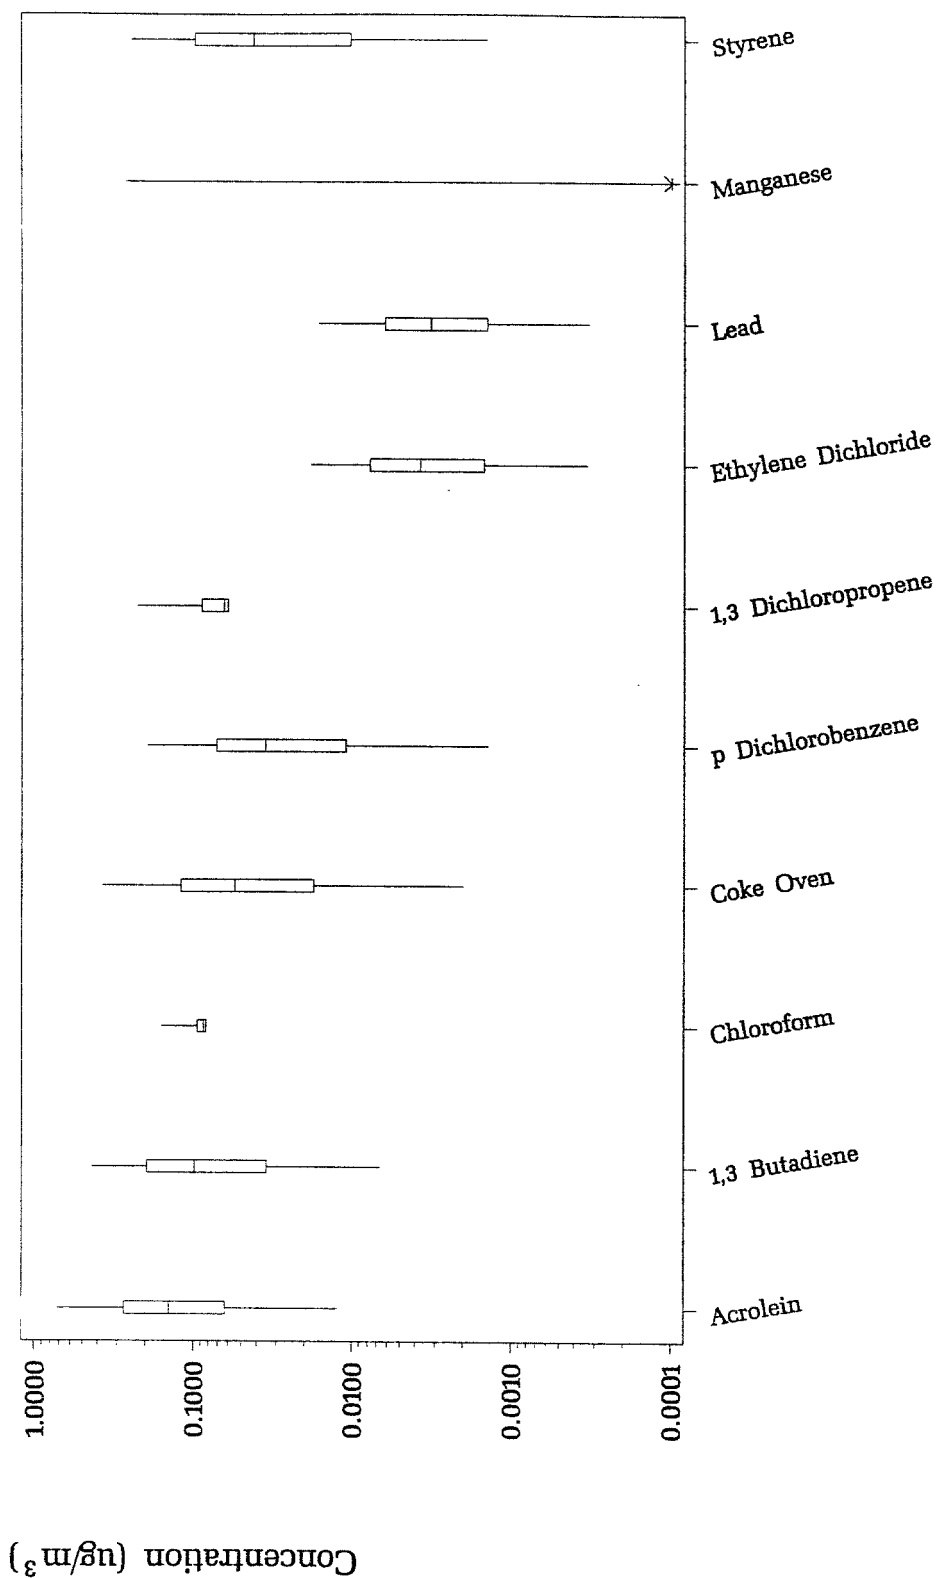 Concentration (ug/m³)
1.0000
0.1000
0.0100
0.0010
0.0001
Acrolein
1,3 Butadiene
Chloroform
Coke Oven
p Dichlorobenzene
1,3 Dichloropropene
Ethylene Dichloride
Lead
Manganese
Styrene